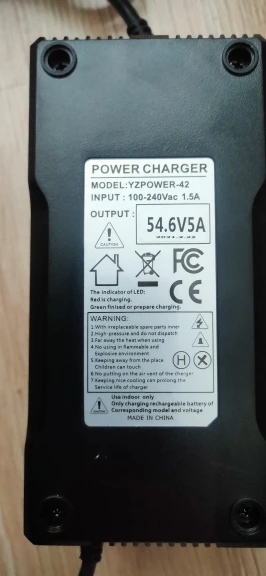 POWER CHARGER
MODEL:YZPOWER-42
INPUT : 100-240Vac 1.5A
OUTPUT :
54.6V5A
CAUTION
FC
CE
The indicator of LED:
Red is charging.
Green finised or prepare charging.
WARNING:
1.With impleceable spare parts inner
2.High-pressure and do not dispatch
3.Far away the heat when using
4.No using in flammable and
Explosive environment
5.Keeping away from the place
Children can touch
6.No putting on the air vent of the charger
7.Keeping nice cooling can prolong the
Service life of charger
H
Use indoor only
Only charging rechargeable battery of
Corresponding model and voltage
MADE IN CHINA